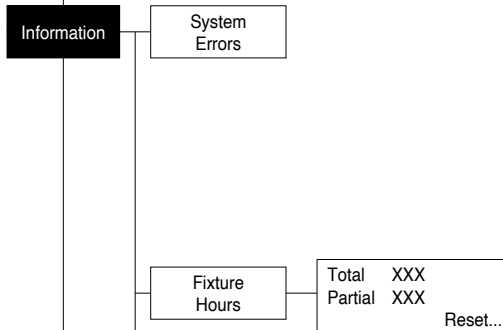 Information
System
Errors
Fixture
Hours
Total XXX
Partial XXX
Reset...